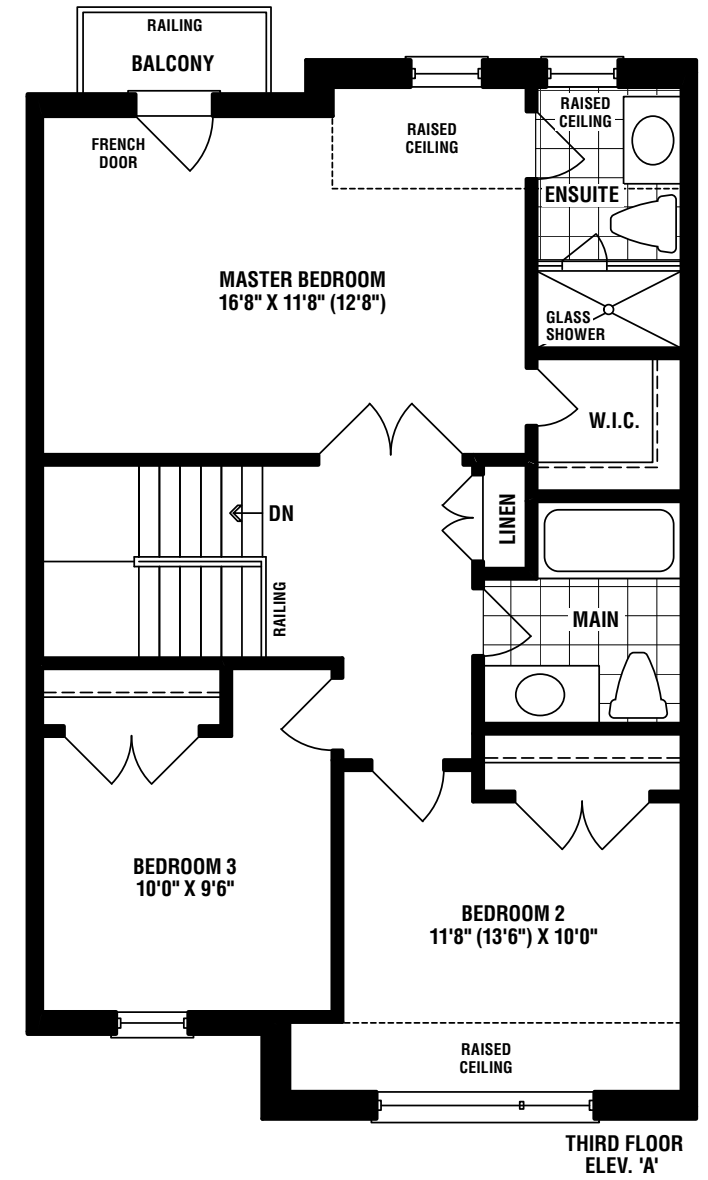 RAILING
BALCONY
FRENCH
DOOR
RAISED
CEILING
RAISED
CEILING
ENSUITE
MASTER BEDROOM
16'8" X 11'8" (12'8")
GLASS
SHOWER
W.I.C.
DN
LINEN
RAILING
MAIN
BEDROOM 3
10'0" X 9'6"
BEDROOM 2
11'8" (13'6") X 10'0"
RAISED
CEILING
THIRD FLOOR
ELEV. 'A'